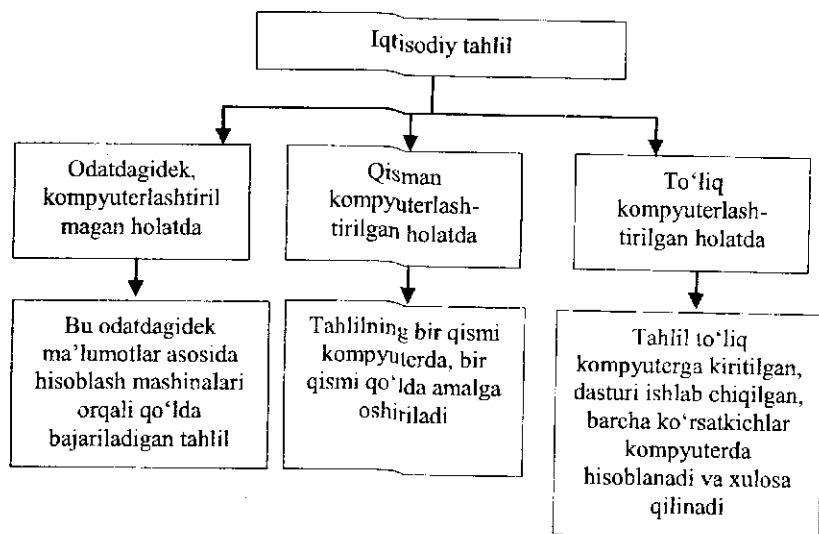 Iqtisodiy tahlil
Odatdagidek,
kompyuterlashtiril
magan holatda
Qisman
kompyuterlash-
tirilgan holatda
To‘liq
kompyuterlash-
tirilgan holatda
Bu odatdagidek
ma’lumotlar asosida
hisoblash mashinalari
orqali qo‘lda
bajariladigan tahlil
Tahlilning bir qismi
kompyuterda, bir
qismi qo‘lda amalga
oshiriladi
Tahlil to‘liq
kompyuterga kiritilgan,
dasturi ishlab chiqilgan,
barcha ko‘rsatkichlar
kompyuterda
hisoblanadi va xulosa
qilinadi